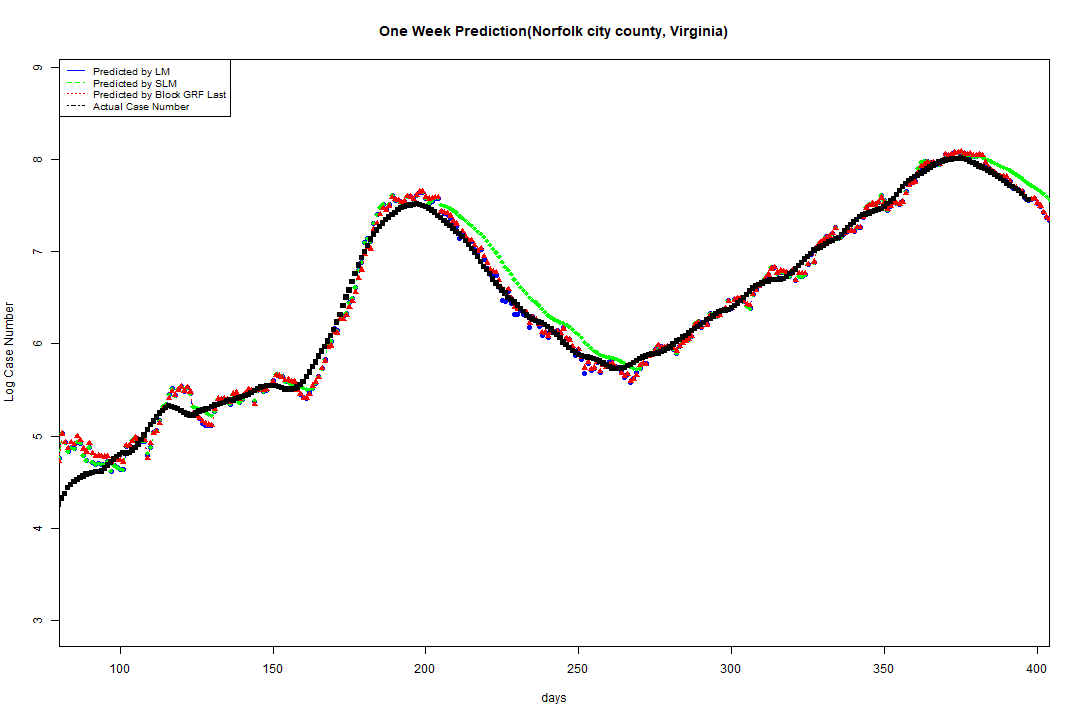 One Week Prediction(Norfolk city county, Virginia)
Predicted by LM
Predicted by SLM
Predicted by Block GRF Last
Actual Case Number
9
8
7
6
5
4
3
Log Case Number
100 150 200 250 300 350 400
days